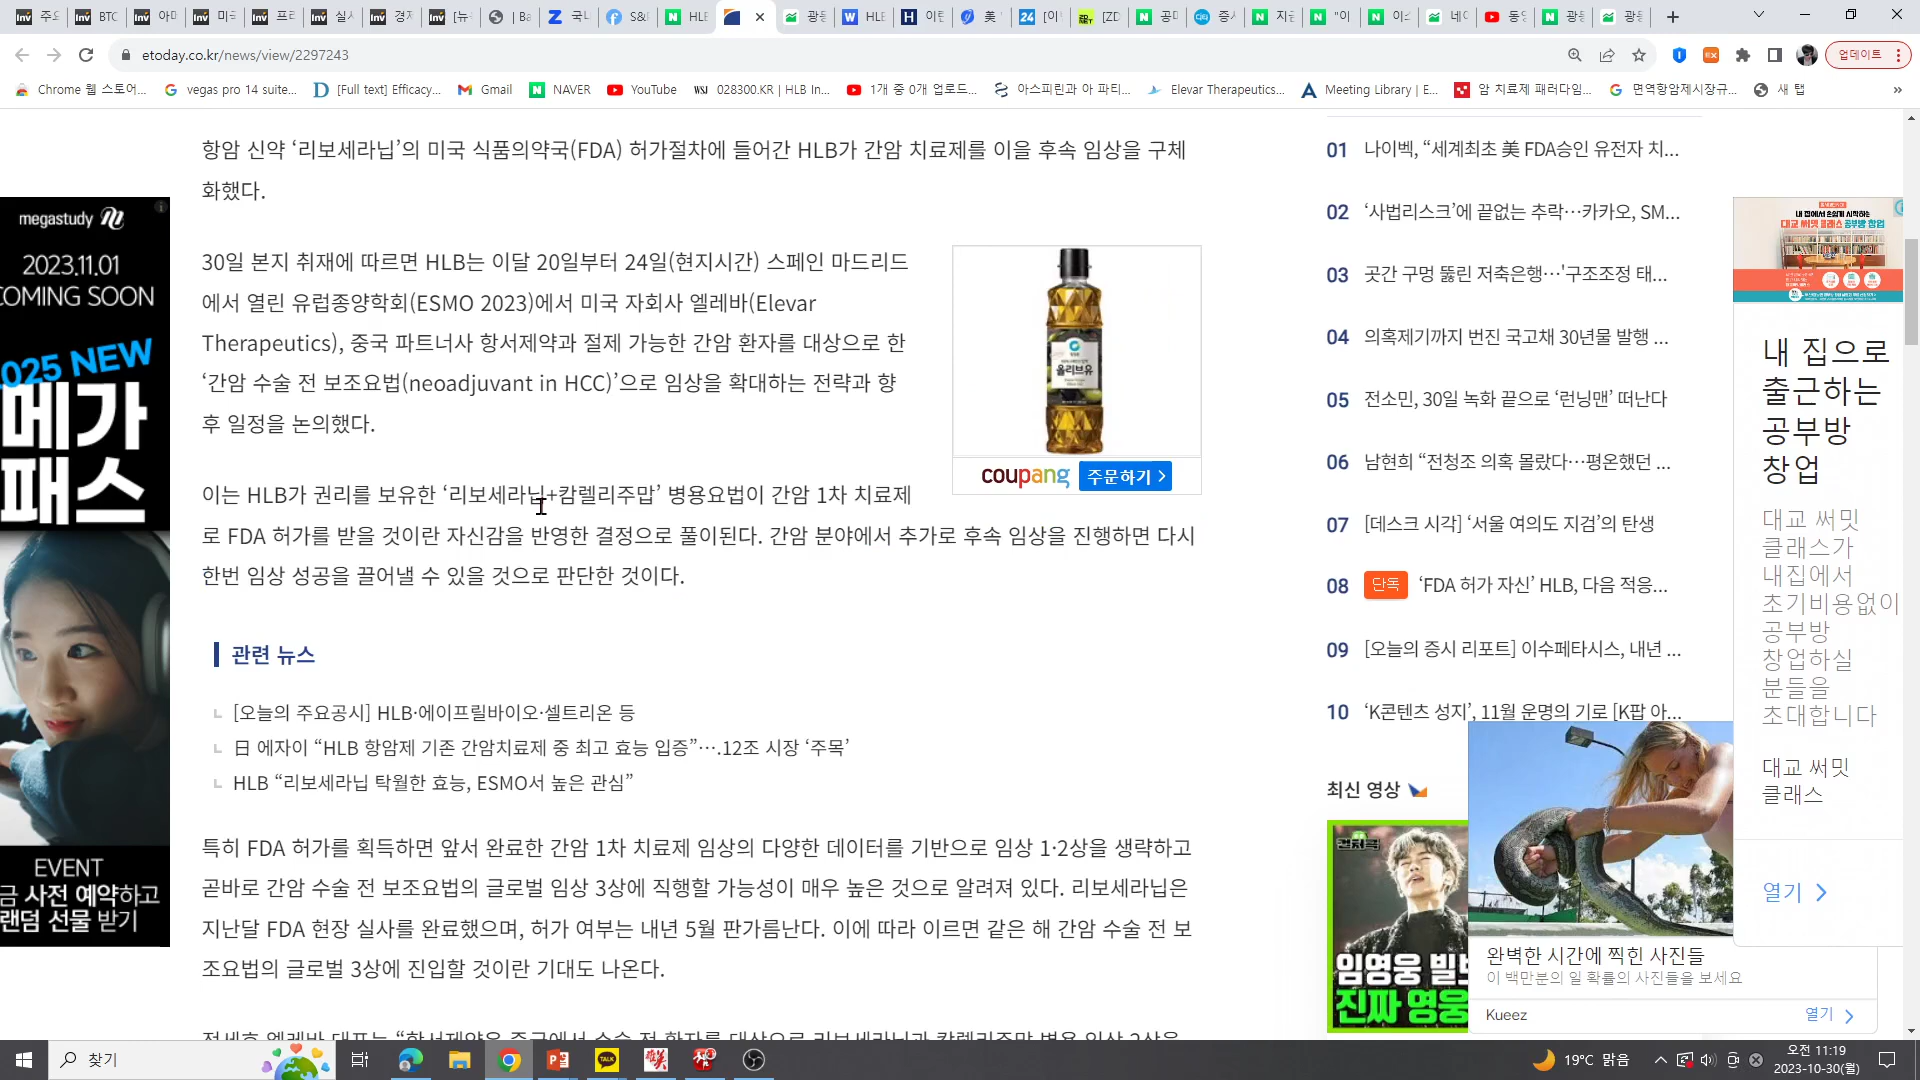 etoday.co.kr/news/view/2297243
업데이트
Chrome 웹 스토어...
vegas pro 14 suite...
[Full text] Efficacy...
Gmail
NAVER
YouTube
028300.KR | HLB In...
1개 중 0개 업로드...
아스피린과 아 파티...
Elevar Therapeutics...
Meeting Library | E...
암 치료제 패러다임...
면역항암제시장규...
새 탭
항암 신약 ‘리보세라닙’의 미국 식품의약국(FDA) 허가절차에 들어간 HLB가 간암 치료제를 이을 후속 임상을 구체
화했다.
30일 본지 취재에 따르면 HLB는 이달 20일부터 24일(현지시간) 스페인 마드리드
에서 열린 유럽종양학회(ESMO 2023)에서 미국 자회사 엘레바(Elevar
Therapeutics), 중국 파트너사 항서제약과 절제 가능한 간암 환자를 대상으로 한
‘간암 수술 전 보조요법(neoadjuvant in HCC)’으로 임상을 확대하는 전략과 향
후 일정을 논의했다.
이는 HLB가 권리를 보유한 ‘리보세라닙+캄렐리주맙’ 병용요법이 간암 1차 치료제
로 FDA 허가를 받을 것이란 자신감을 반영한 결정으로 풀이된다. 간암 분야에서 추가로 후속 임상을 진행하면 다시
한번 임상 성공을 끌어낼 수 있을 것으로 판단한 것이다.
관련 뉴스
[오늘의 주요공시] HLB·에이프릴바이오·셀트리온 등
日 에자이 “HLB 항암제 기존 간암치료제 중 최고 효능 입증”….12조 시장 ‘주목’
HLB “리보세라닙 탁월한 효능, ESMO서 높은 관심”
특히 FDA 허가를 획득하면 앞서 완료한 간암 1차 치료제 임상의 다양한 데이터를 기반으로 임상 1·2상을 생략하고
곧바로 간암 수술 전 보조요법의 글로벌 임상 3상에 직행할 가능성이 매우 높은 것으로 알려져 있다. 리보세라닙은
지난달 FDA 현장 실사를 완료했으며, 허가 여부는 내년 5월 판가름난다. 이에 따라 이르면 같은 해 간암 수술 전 보
조요법의 글로벌 3상에 진입할 것이란 기대도 나온다.
megastudy
2023.11.01
COMING SOON
2025 NEW
메가
패스
EVENT
금 사전 예약하고
랜덤 선물 받기
올리브유
coupang 주문하기
01 나이벡, “세계최초 美 FDA승인 유전자 치...
02 ‘사법리스크’에 끝없는 추락…카카오, SM...
03 곳간 구멍 뚫린 저축은행…'구조조정 태...
04 의혹제기까지 번진 국고채 30년물 발행 ...
05 전소민, 30일 녹화 끝으로 ‘런닝맨’ 떠난다
06 남현희 “전청조 의혹 몰랐다…평온했던 ...
07 [데스크 시각] ‘서울 여의도 지검’의 탄생
08 단독 ‘FDA 허가 자신’ HLB, 다음 적응...
09 [오늘의 증시 리포트] 이수페타시스, 내년 ...
10 ‘K콘텐츠 성지’, 11월 운명의 기로 [K팝 아...
최신 영상
진짜 영웅
완벽한 시간에 찍힌 사진들
이 백만분의 일 확률의 사진들을 보세요
Kueez
열기
내 집으로
출근하는
공부방
창업
대교 써밋
클래스가
내집에서
초기비용없이
공부방
창업하실
분들을
초대합니다
대교 써밋
클래스
열기
찾기
19°C 맑음
오전 11:19
2023-10-30(월)